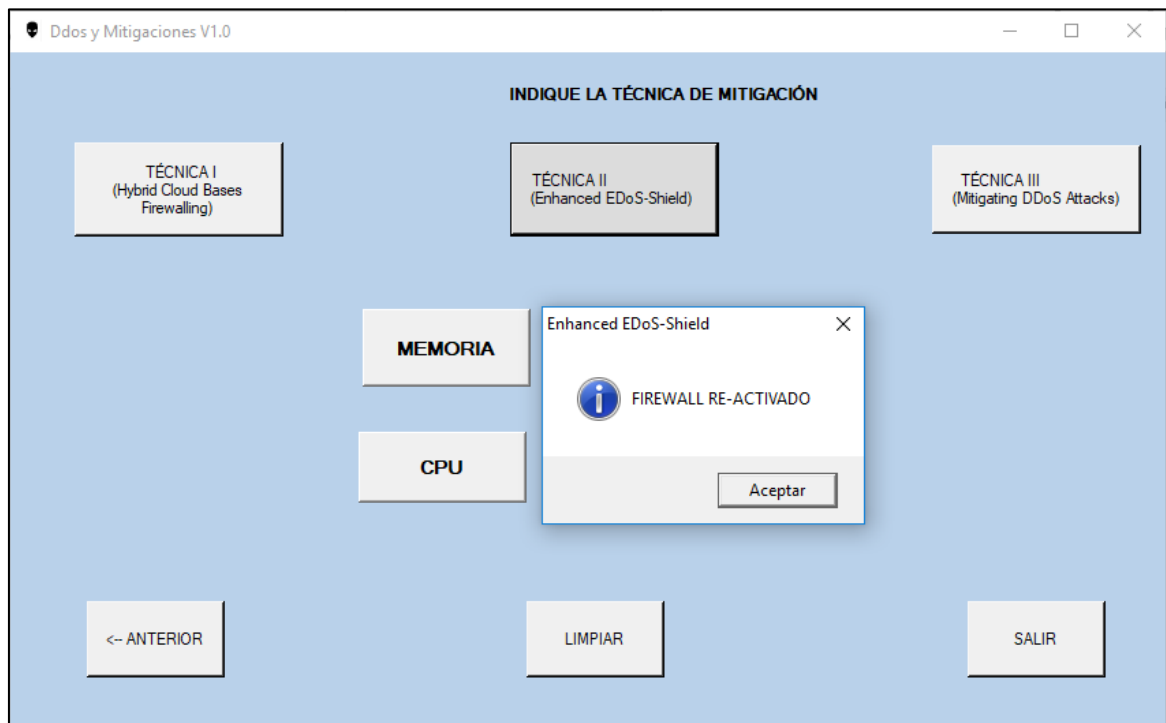 Ddos y Mitigaciones V1.0
INDIQUE LA TÉCNICA DE MITIGACIÓN
TÉCNICA I
(Hybrid Cloud Bases
Firewalling)
TÉCNICA II
(Enhanced EDoS-Shield)
TÉCNICA III
(Mitigating DDoS Attacks)
MEMORIA
CPU
Enhanced EDoS-Shield
FIREWALL RE-ACTIVADO
Aceptar
<-- ANTERIOR
LIMPIAR
SALIR